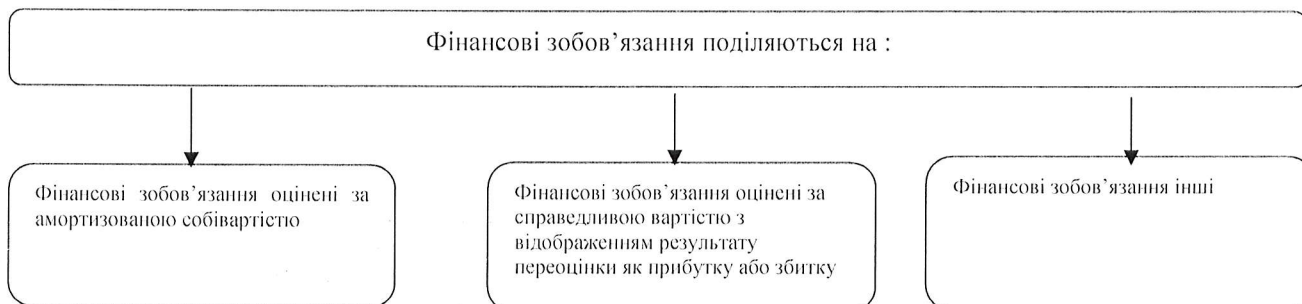 Фінансові зобов’язання поділяються на :
Фінансові зобов’язання оцінені за
амортизованою собівартістю
Фінансові зобов’язання оцінені за
справедливою вартістю з
відображенням результату
переоцінки як прибутку або збитку
Фінансові зобов’язання інші